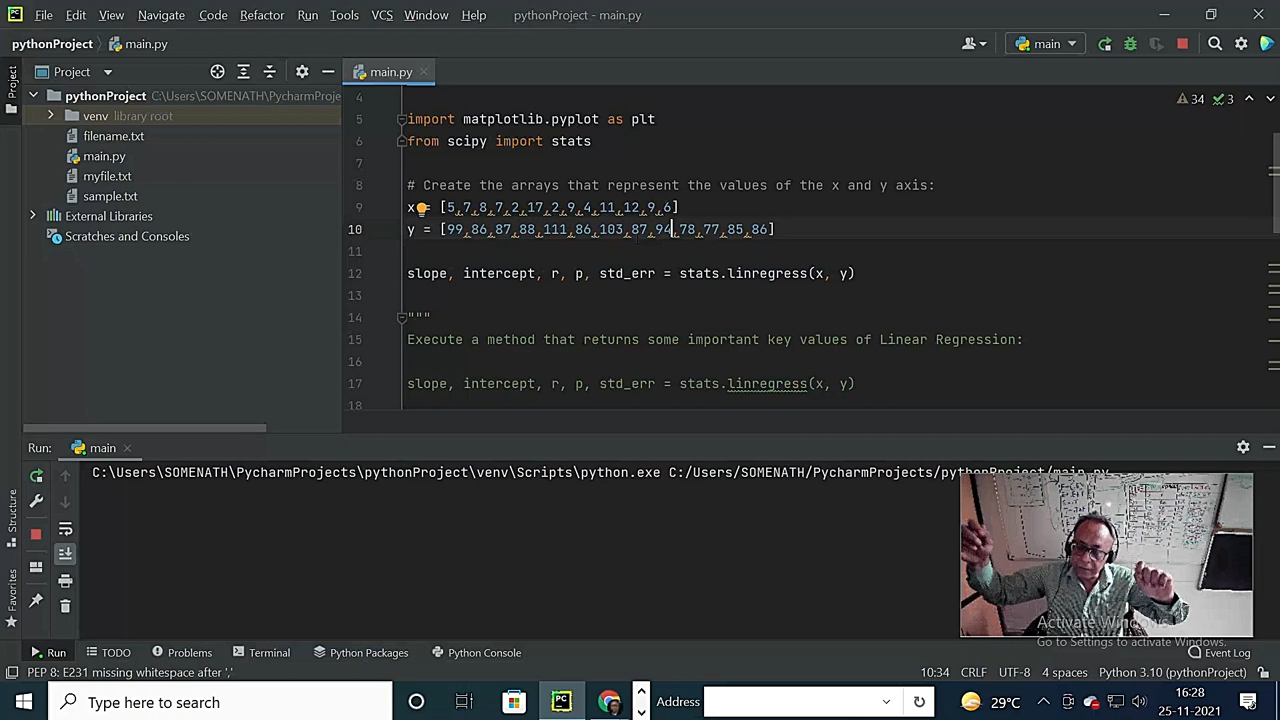 File Edit View Navigate Code Refactor Run Tools VCS Window Help pythonProject - main.py
pythonProject main.py main
Project main.py
Project
4
pythonProject C:\Users\SOMENATH\PycharmProje
34 3
venv library root
5 import matplotlib.pyplot as plt
filename.txt
6 from scipy import stats
main.py
7
myfile.txt
8 # Create the arrays that represent the values of the x and y axis:
sample.txt
9 x = [5,7,8,7,2,17,2,9,4,11,12,9,6]
External Libraries
10 y = [99,86,87,88,111,86,103,87,94,78,77,85,86]
Scratches and Consoles
11
12 slope, intercept, r, p, std_err = stats.linregress(x, y)
13
14 """
15 Execute a method that returns some important key values of Linear Regression:
16
17 slope, intercept, r, p, std_err = stats.linregress(x, y)
18
Run: main
C:\Users\SOMENATH\PycharmProjects\pythonProject\venv\Scripts\python.exe C:/Users/SOMENATH/PycharmProjects/pythonProject/main.py
Structure
Favorites
Activate Windows
Go to Settings to activate Windows.
Run TODO Problems Terminal Python Packages Python Console Event Log
PEP 8: E231 missing whitespace after ',' 10:34 CRLF UTF-8 4 spaces Python 3.10 (pythonProject)
Type here to search PC Address 29°C 16:28
25-11-2021